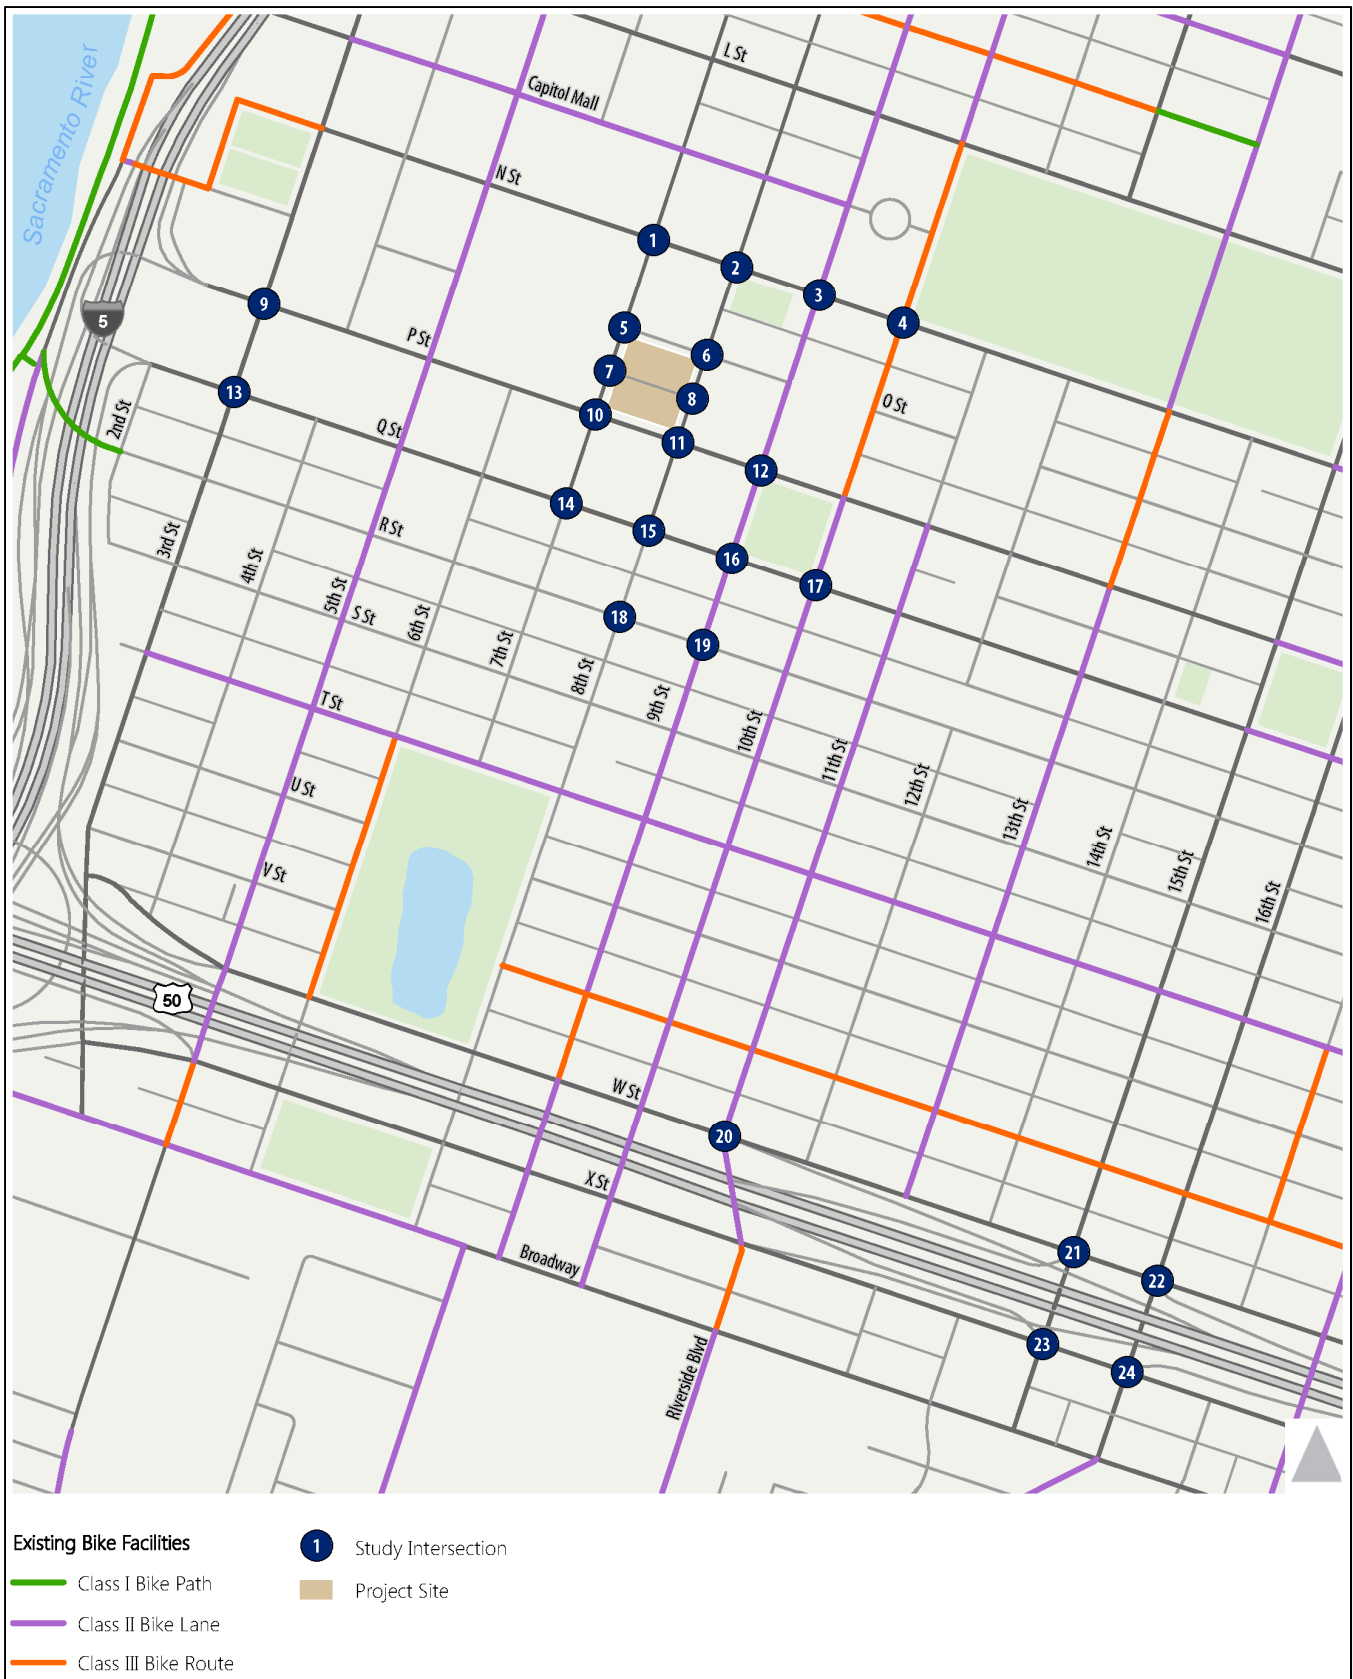 L St
Capitol Mall
Sacramento River
N St
1
2
3
4
9
5
5
6
P St
7
8
13
10
O St
2nd St
Q St
11
12
14
R St
15
3rd St
4th St
16
17
5th St
S St
6th St
18
7th St
19
8th St
T St
9th St
10th St
11th St
U St
12th St
13th St
14th St
V St
15th St
16th St
50
W St
20
X St
Broadway
21
22
Riverside Blvd
23
24
Existing Bike Facilities
1
Study Intersection
Class I Bike Path
Project Site
Class II Bike Lane
Class III Bike Route